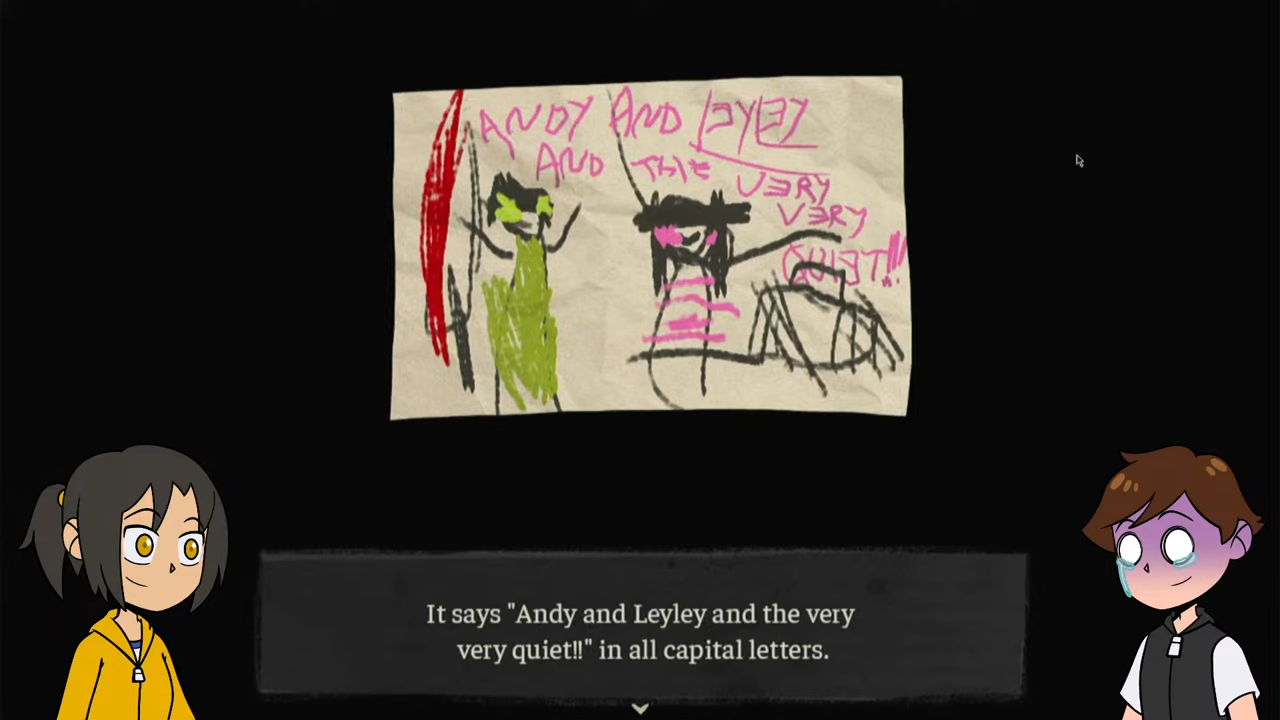 ANDY AND LEYLEY
AND THE VERY
VERY
QUIET!!
It says "Andy and Leyley and the very
very quiet!!" in all capital letters.